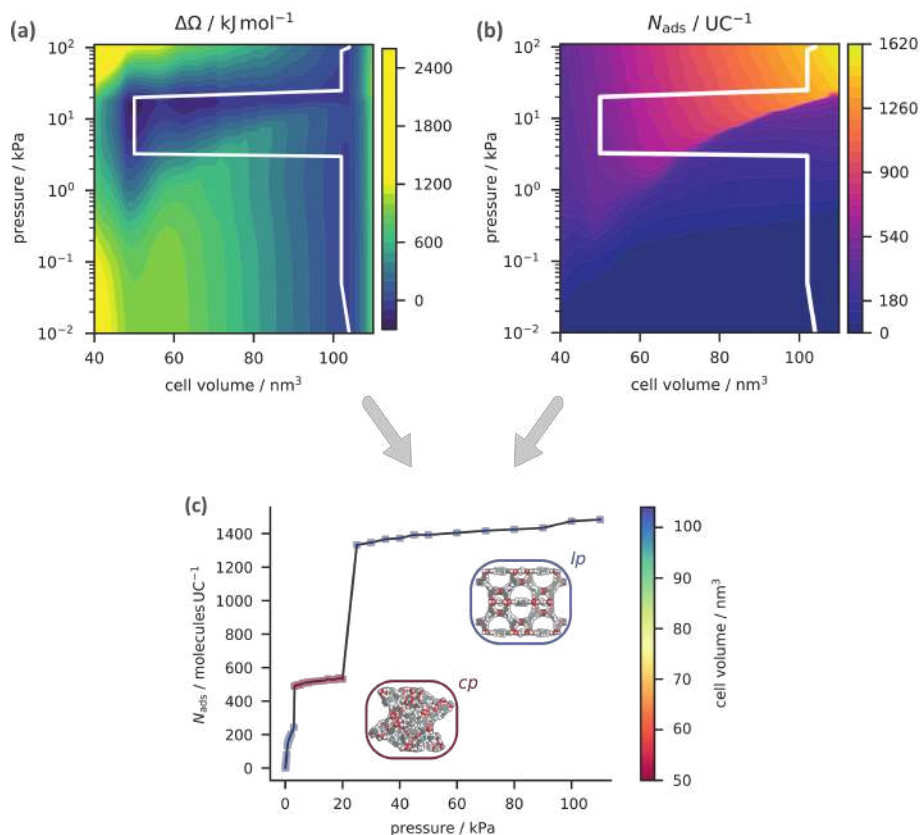 (a)
ΔΩ / kJ mol⁻¹
10²
10¹
10⁰
10⁻¹
10⁻²
pressure / kPa
40 60 80 100
cell volume / nm³
2400
1800
1200
600
0
(b)
N_ads / UC⁻¹
10²
10¹
10⁰
10⁻¹
10⁻²
pressure / kPa
40 60 80 100
cell volume / nm³
1620
1260
900
540
180
0
(c)
1400
1200
1000
800
600
400
200
0
N_ads / molecules UC⁻¹
lp
cp
0 20 40 60 80 100
pressure / kPa
100
90
80
70
60
50
cell volume / nm³